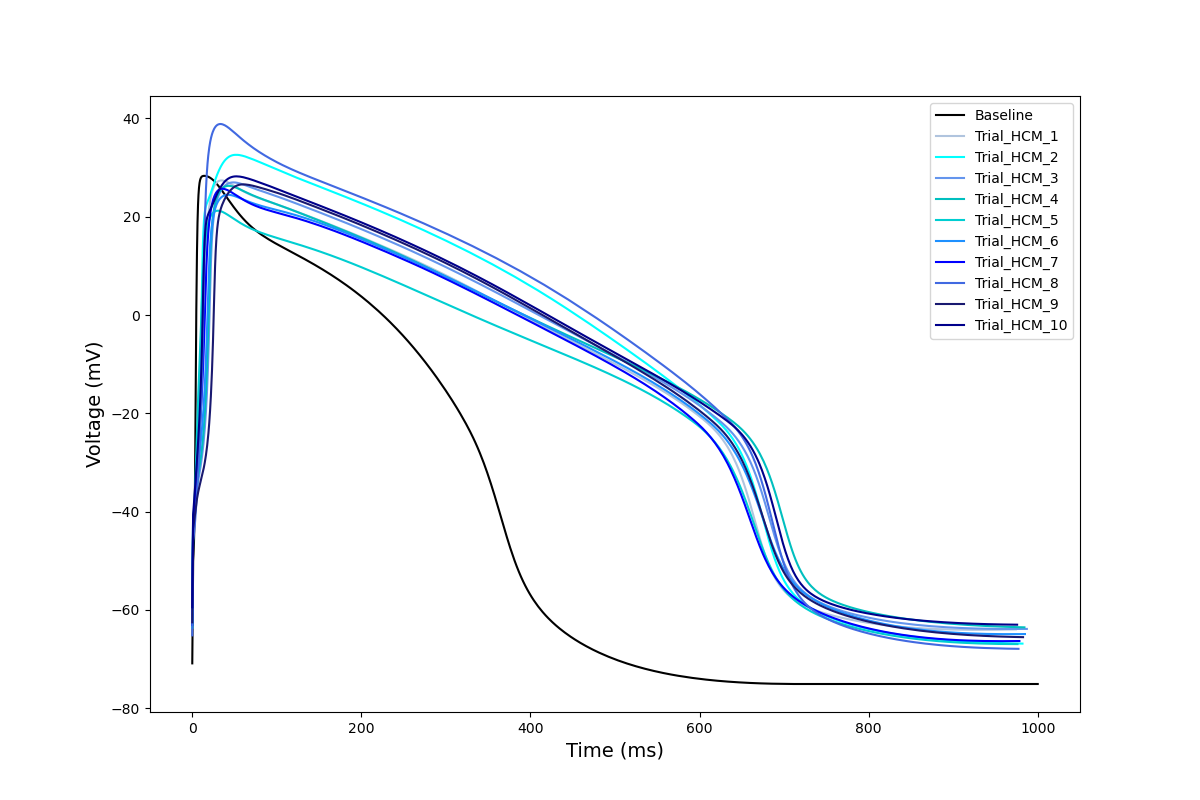 40
20
0
−20
−40
−60
−80
Voltage (mV)
0
200
400
600
800
1000
Time (ms)
Baseline
Trial_HCM_1
Trial_HCM_2
Trial_HCM_3
Trial_HCM_4
Trial_HCM_5
Trial_HCM_6
Trial_HCM_7
Trial_HCM_8
Trial_HCM_9
Trial_HCM_10